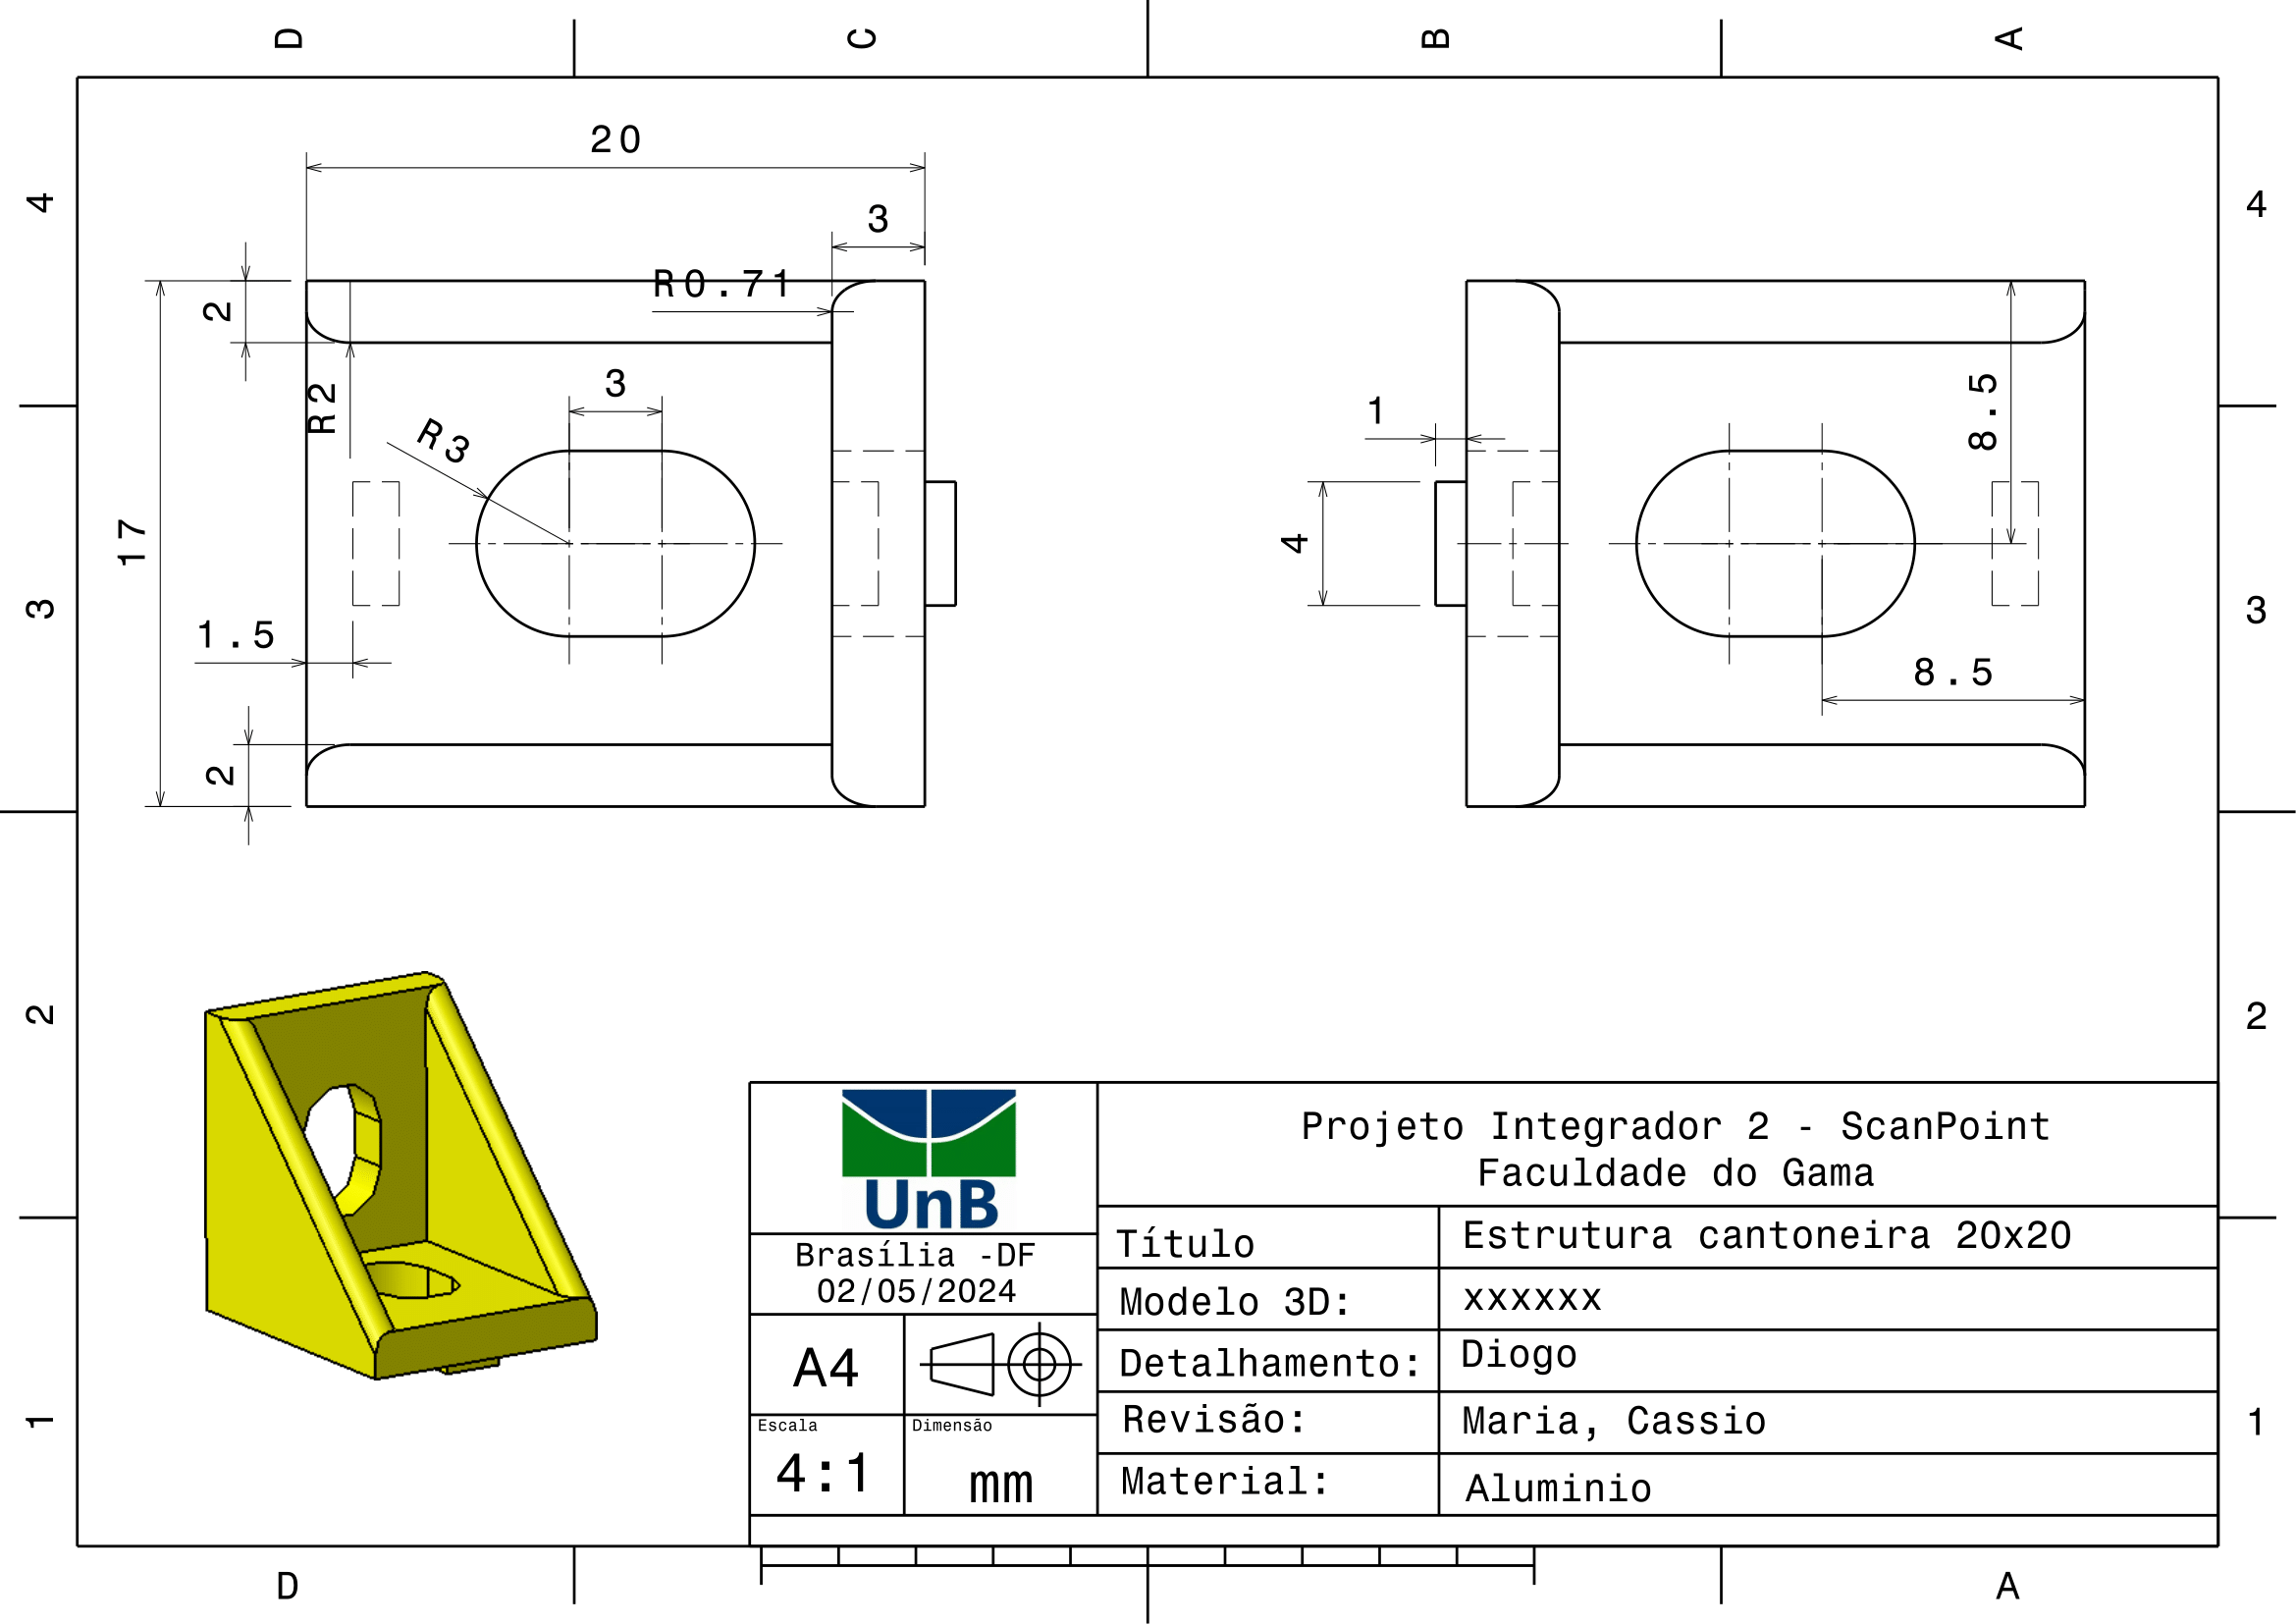 D C B A
4 4
20
3
R0.71
2
R2
3
R3
1
8.5
17
4
3 3
1.5
8.5
2
2 2
UnB
Projeto Integrador 2 - ScanPoint
Faculdade do Gama
Brasília -DF
02/05/2024
Título Estrutura cantoneira 20x20
Modelo 3D: xxxxxx
A4 Detalhamento: Diogo
Revisão: Maria, Cassio
Escala Dimensão
4:1 mm
Material: Aluminio
1 1
D A